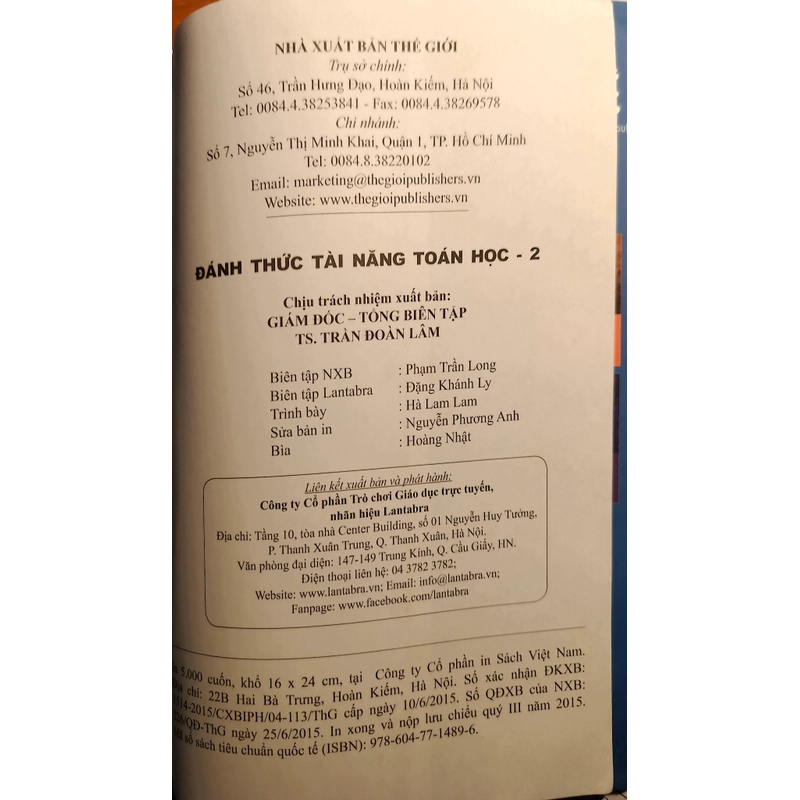 NHÀ XUẤT BẢN THẾ GIỚI
Trụ sở chính:
Số 46, Trần Hưng Đạo, Hoàn Kiếm, Hà Nội
Tel: 0084.4.38253841 - Fax: 0084.4.38269578
Chi nhánh:
Số 7, Nguyễn Thị Minh Khai, Quận 1, TP. Hồ Chí Minh
Tel: 0084.8.38220102
Email: marketing@thegioipublishers.vn
Website: www.thegioipublishers.vn
ĐÁNH THỨC TÀI NĂNG TOÁN HỌC - 2
Chịu trách nhiệm xuất bản:
GIÁM ĐỐC – TỔNG BIÊN TẬP
TS. TRẦN ĐOÀN LÂM
Biên tập NXB : Phạm Trần Long
Biên tập Lantabra : Đặng Khánh Ly
Trình bày : Hà Lam Lam
Sửa bản in : Nguyễn Phương Anh
Bìa : Hoàng Nhật
Liên kết xuất bản và phát hành:
Công ty Cổ phần Trò chơi Giáo dục trực tuyến,
nhãn hiệu Lantabra
Địa chỉ: Tầng 10, tòa nhà Center Building, số 01 Nguyễn Huy Tưởng,
P. Thanh Xuân Trung, Q. Thanh Xuân, Hà Nội.
Văn phòng đại diện: 147-149 Trung Kính, Q. Cầu Giấy, HN.
Điện thoại liên hệ: 04 3782 3782;
Website: www.lantabra.vn; Email: info@lantabra.vn;
Fanpage: www.facebook.com/lantabra
5.000 cuốn, khổ 16 x 24 cm, tại Công ty Cổ phần in Sách Việt Nam.
chỉ: 22B Hai Bà Trưng, Hoàn Kiếm, Hà Nội. Số xác nhận ĐKXB:
1514-2015/CXBIPH/04-113/ThG cấp ngày 10/6/2015. Số QĐXB của NXB:
ngày 25/6/2015. In xong và nộp lưu chiểu quý III năm 2015.
số sách tiêu chuẩn quốc tế (ISBN): 978-604-77-1489-6.